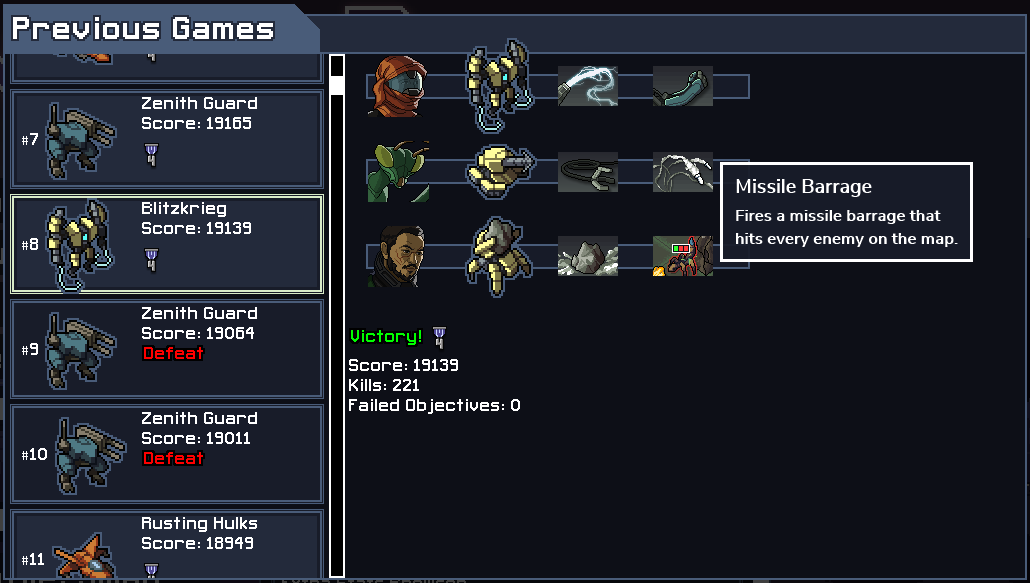 Previous Games
#7
Zenith Guard
Score: 19165
#8
Blitzkrieg
Score: 19139
#9
Zenith Guard
Score: 19064
Defeat
#10
Zenith Guard
Score: 19011
Defeat
#11
Rusting Hulks
Score: 18949
Missile Barrage
Fires a missile barrage that
hits every enemy on the map.
Victory!
Score: 19139
Kills: 221
Failed Objectives: 0